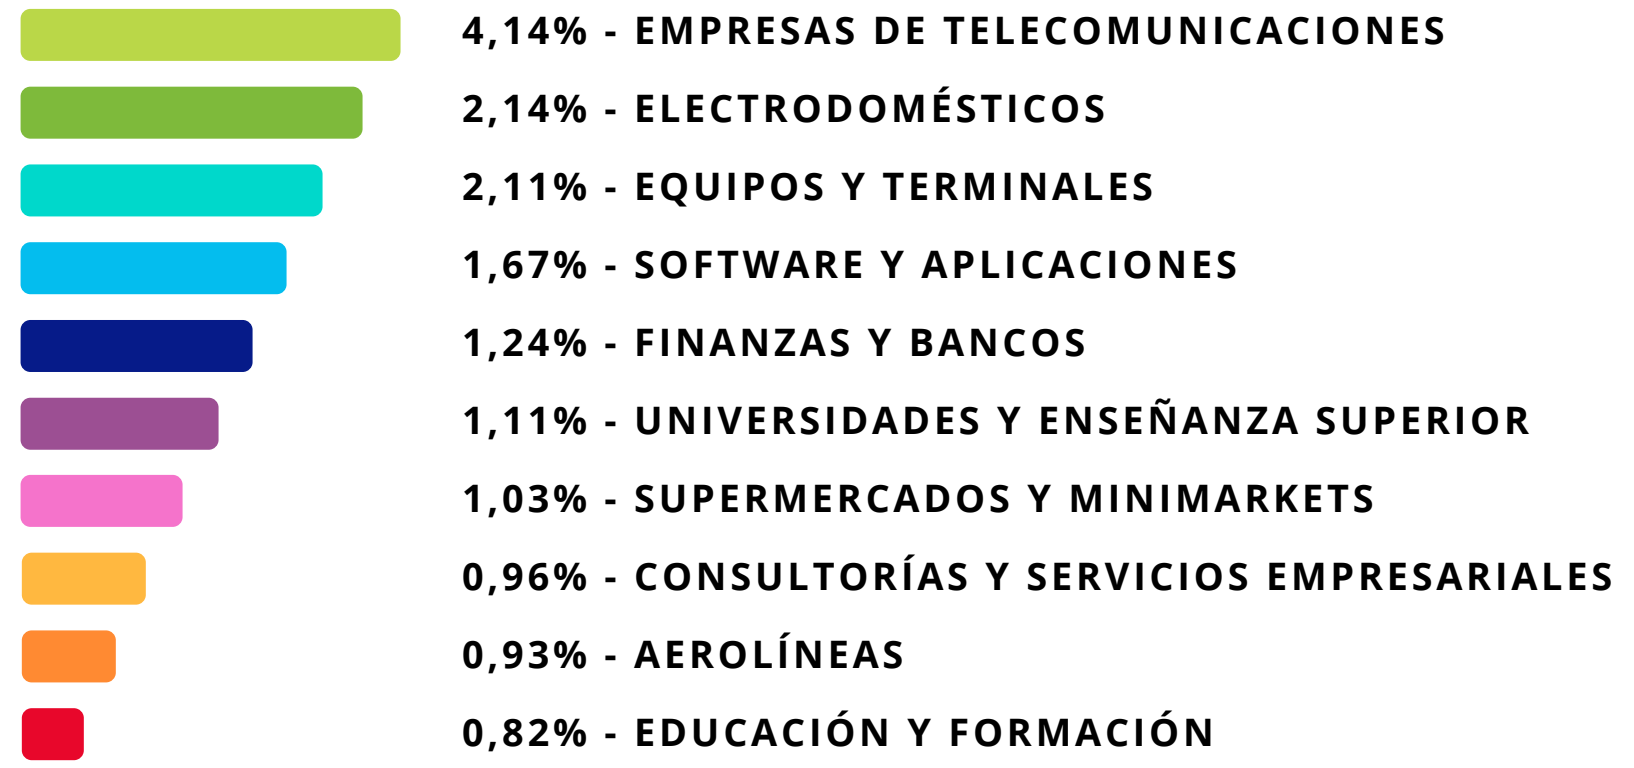 4,14% - EMPRESAS DE TELECOMUNICACIONES
2,14% - ELECTRODOMÉSTICOS
2,11% - EQUIPOS Y TERMINALES
1,67% - SOFTWARE Y APLICACIONES
1,24% - FINANZAS Y BANCOS
1,11% - UNIVERSIDADES Y ENSEÑANZA SUPERIOR
1,03% - SUPERMERCADOS Y MINIMARKETS
0,96% - CONSULTORÍAS Y SERVICIOS EMPRESARIALES
0,93% - AEROLÍNEAS
0,82% - EDUCACIÓN Y FORMACIÓN